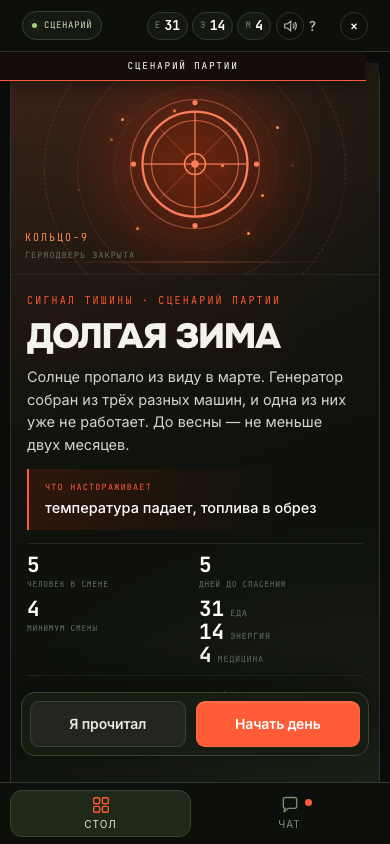 СЦЕНАРИЙ
Е 31
Э 14
М 4
?
×
СЦЕНАРИЙ ПАРТИИ
КОЛЬЦО-9
ГЕРМОДВЕРЬ ЗАКРЫТА
СИГНАЛ ТИШИНЫ · СЦЕНАРИЙ ПАРТИИ
ДОЛГАЯ ЗИМА
Солнце пропало из виду в марте. Генератор
собран из трёх разных машин, и одна из них
уже не работает. До весны — не меньше
двух месяцев.
ЧТО НАСТОРАЖИВАЕТ
температура падает, топлива в обрез
5
ЧЕЛОВЕК В СМЕНЕ
5
ДНЕЙ ДО СПАСЕНИЯ
4
МИНИМУМ СМЕНЫ
31 ЕДА
14 ЭНЕРГИЯ
4 МЕДИЦИНА
Я прочитал
Начать день
СТОЛ
ЧАТ